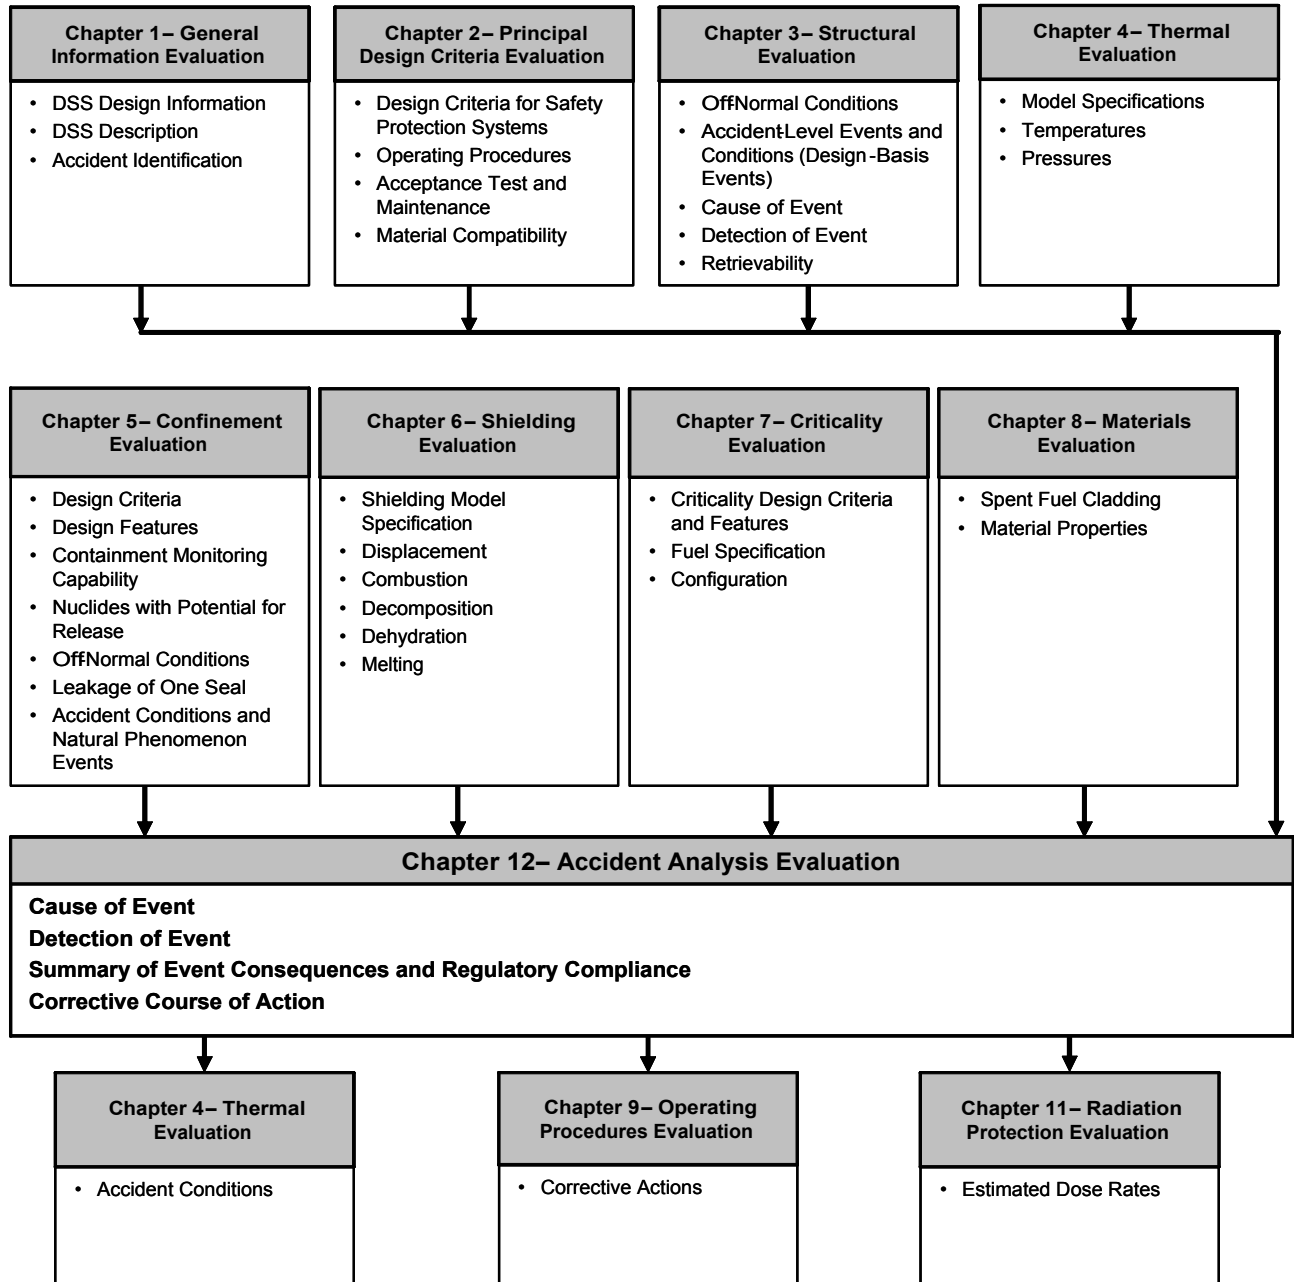 Chapter 1– General
Information Evaluation
• DSS Design Information
• DSS Description
• Accident Identification
Chapter 2– Principal
Design Criteria Evaluation
• Design Criteria for Safety
Protection Systems
• Operating Procedures
• Acceptance Test and
Maintenance
• Material Compatibility
Chapter 3– Structural
Evaluation
• OffNormal Conditions
• Accident-Level Events and
Conditions (Design-Basis
Events)
• Cause of Event
• Detection of Event
• Retrievability
Chapter 4– Thermal
Evaluation
• Model Specifications
• Temperatures
• Pressures
Chapter 5– Confinement
Evaluation
• Design Criteria
• Design Features
• Containment Monitoring
Capability
• Nuclides with Potential for
Release
• OffNormal Conditions
• Leakage of One Seal
• Accident Conditions and
Natural Phenomenon
Events
Chapter 6– Shielding
Evaluation
• Shielding Model
Specification
• Displacement
• Combustion
• Decomposition
• Dehydration
• Melting
Chapter 7– Criticality
Evaluation
• Criticality Design Criteria
and Features
• Fuel Specification
• Configuration
Chapter 8– Materials
Evaluation
• Spent Fuel Cladding
• Material Properties
Chapter 12– Accident Analysis Evaluation
Cause of Event
Detection of Event
Summary of Event Consequences and Regulatory Compliance
Corrective Course of Action
Chapter 4– Thermal
Evaluation
• Accident Conditions
Chapter 9– Operating
Procedures Evaluation
• Corrective Actions
Chapter 11– Radiation
Protection Evaluation
• Estimated Dose Rates